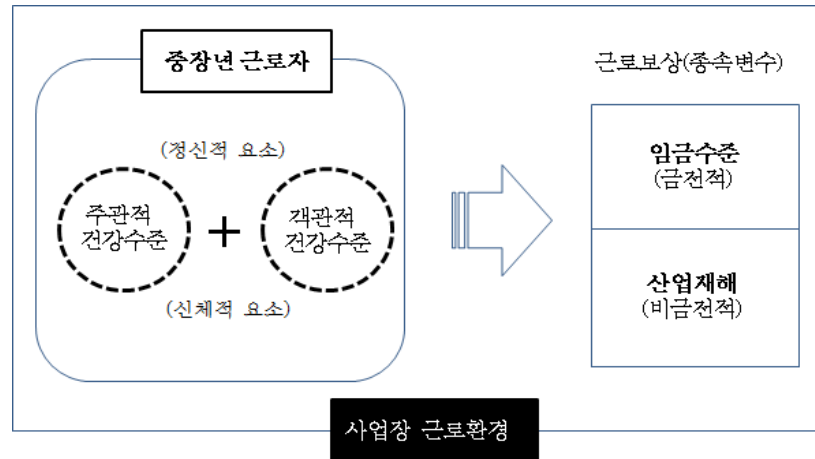 중장년 근로자
(정신적 요소)
주관적
건강수준
+
객관적
건강수준
(신체적 요소)
근로보상(종속변수)
임금수준
(금전적)
산업재해
(비금전적)
사업장 근로환경